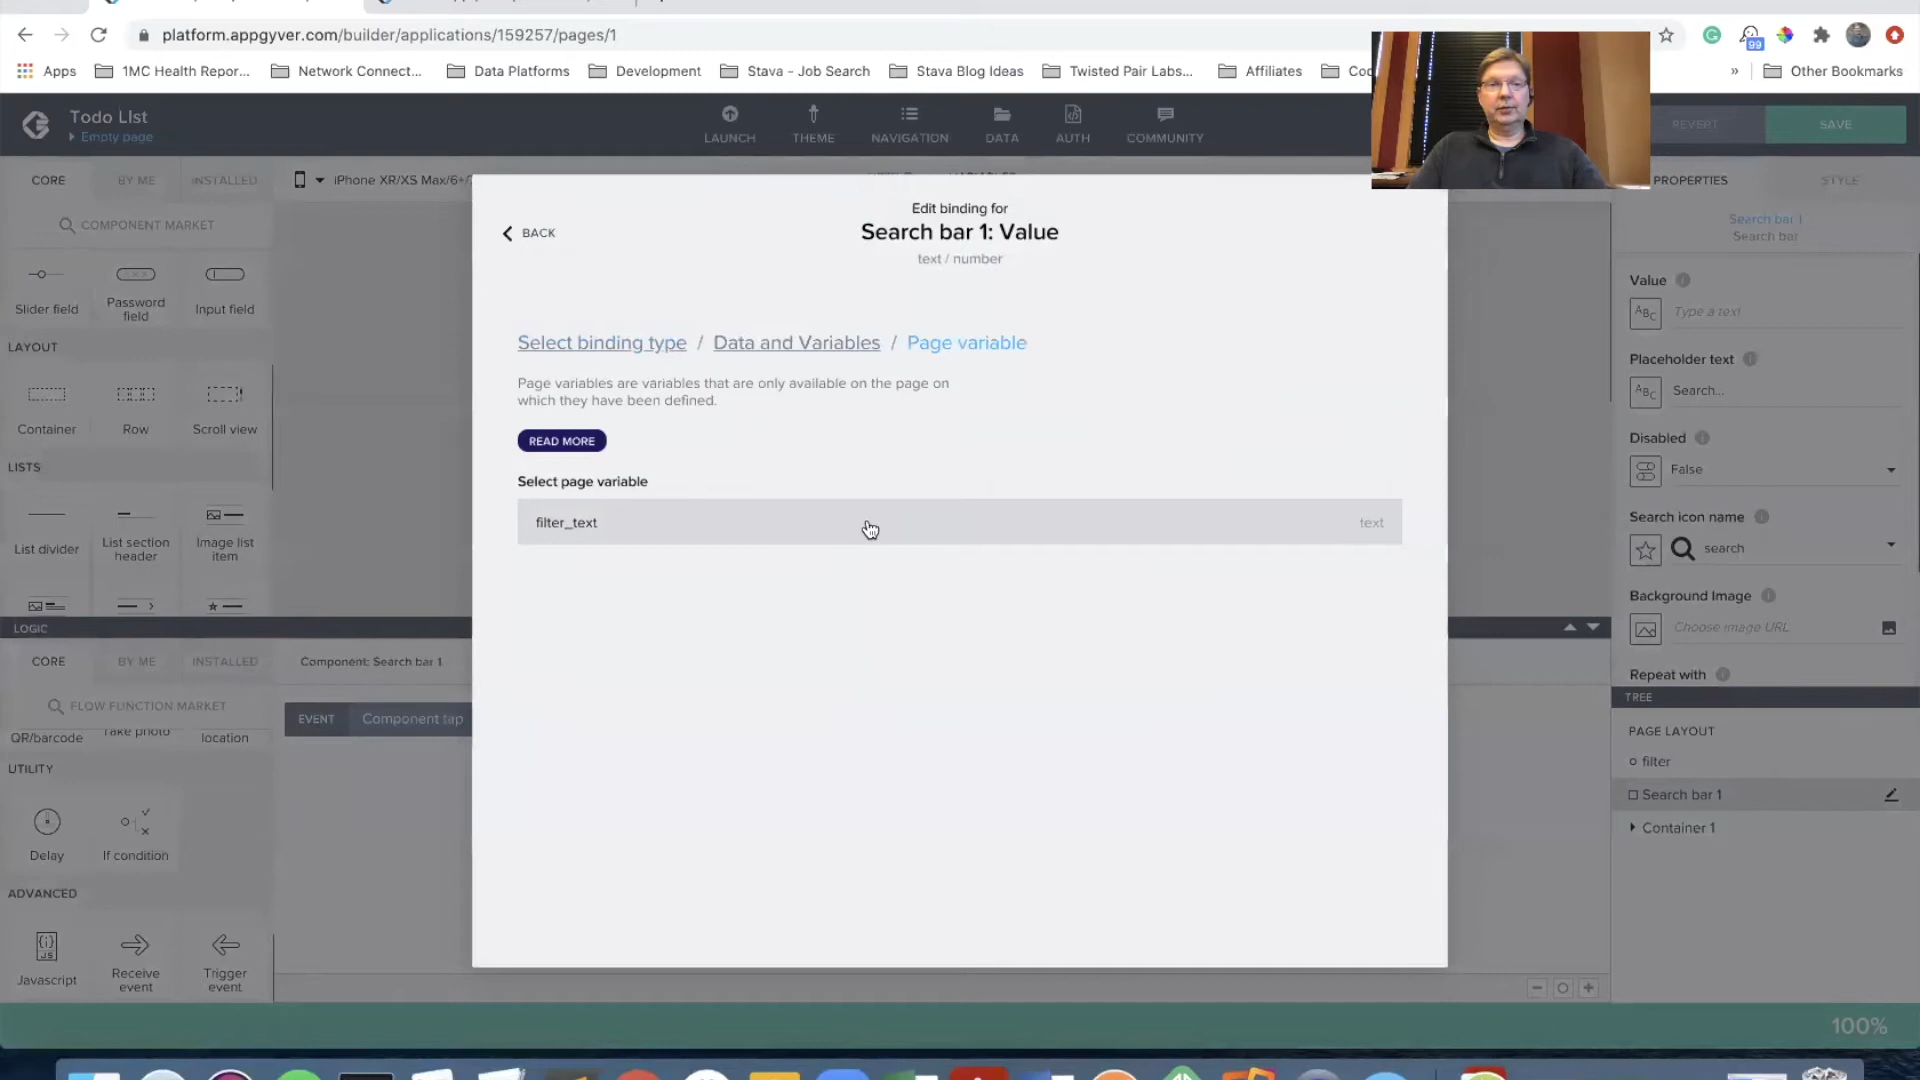 platform.appgyver.com/builder/applications/159257/pages/1
99
Apps
1MC Health Repor...
Network Connect...
Data Platforms
Development
Stava - Job Search
Stava Blog Ideas
Twisted Pair Labs...
Affiliates
»
Other Bookmarks
Todo LIst
Empty page
LAUNCH
THEME
NAVIGATION
DATA
AUTH
COMMUNITY
REVERT
SAVE
CORE
BY ME
INSTALLED
iPhone XR/XS Max/6+/
PROPERTIES
STYLE
COMPONENT MARKET
Slider field
Password field
Input field
LAYOUT
Container
Row
Scroll view
LISTS
List divider
List section header
Image list item
BACK
Edit binding for
Search bar 1: Value
text / number
Select binding type / Data and Variables / Page variable
Page variables are variables that are only available on the page on
which they have been defined.
READ MORE
Select page variable
filter_text
text
Search bar 1
Search bar
Value
ABC
Type a text
Placeholder text
ABC
Search...
Disabled
False
Search icon name
search
Background Image
Choose image URL
Repeat with
LOGIC
CORE
BY ME
INSTALLED
Component: Search bar 1
FLOW FUNCTION MARKET
QR/barcode
Take photo
location
EVENT
Component tap
UTILITY
Delay
If condition
ADVANCED
JS
Javascript
Receive event
Trigger event
TREE
PAGE LAYOUT
filter
Search bar 1
Container 1
100%